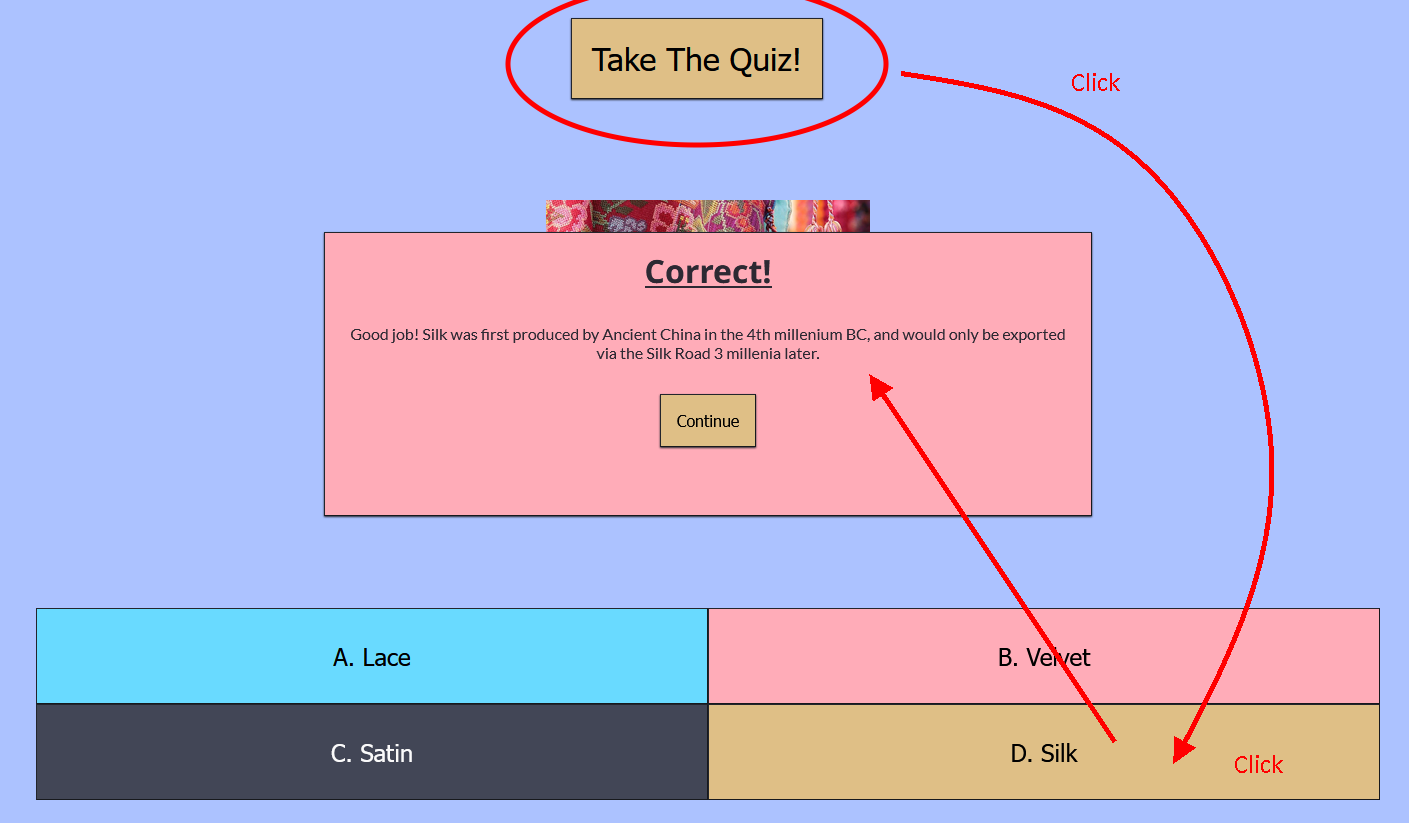 Take The Quiz!
Click
Correct!
Good job! Silk was first produced by Ancient China in the 4th millenium BC, and would only be exported
via the Silk Road 3 millenia later.
Continue
A. Lace
B. Velvet
C. Satin
D. Silk
Click